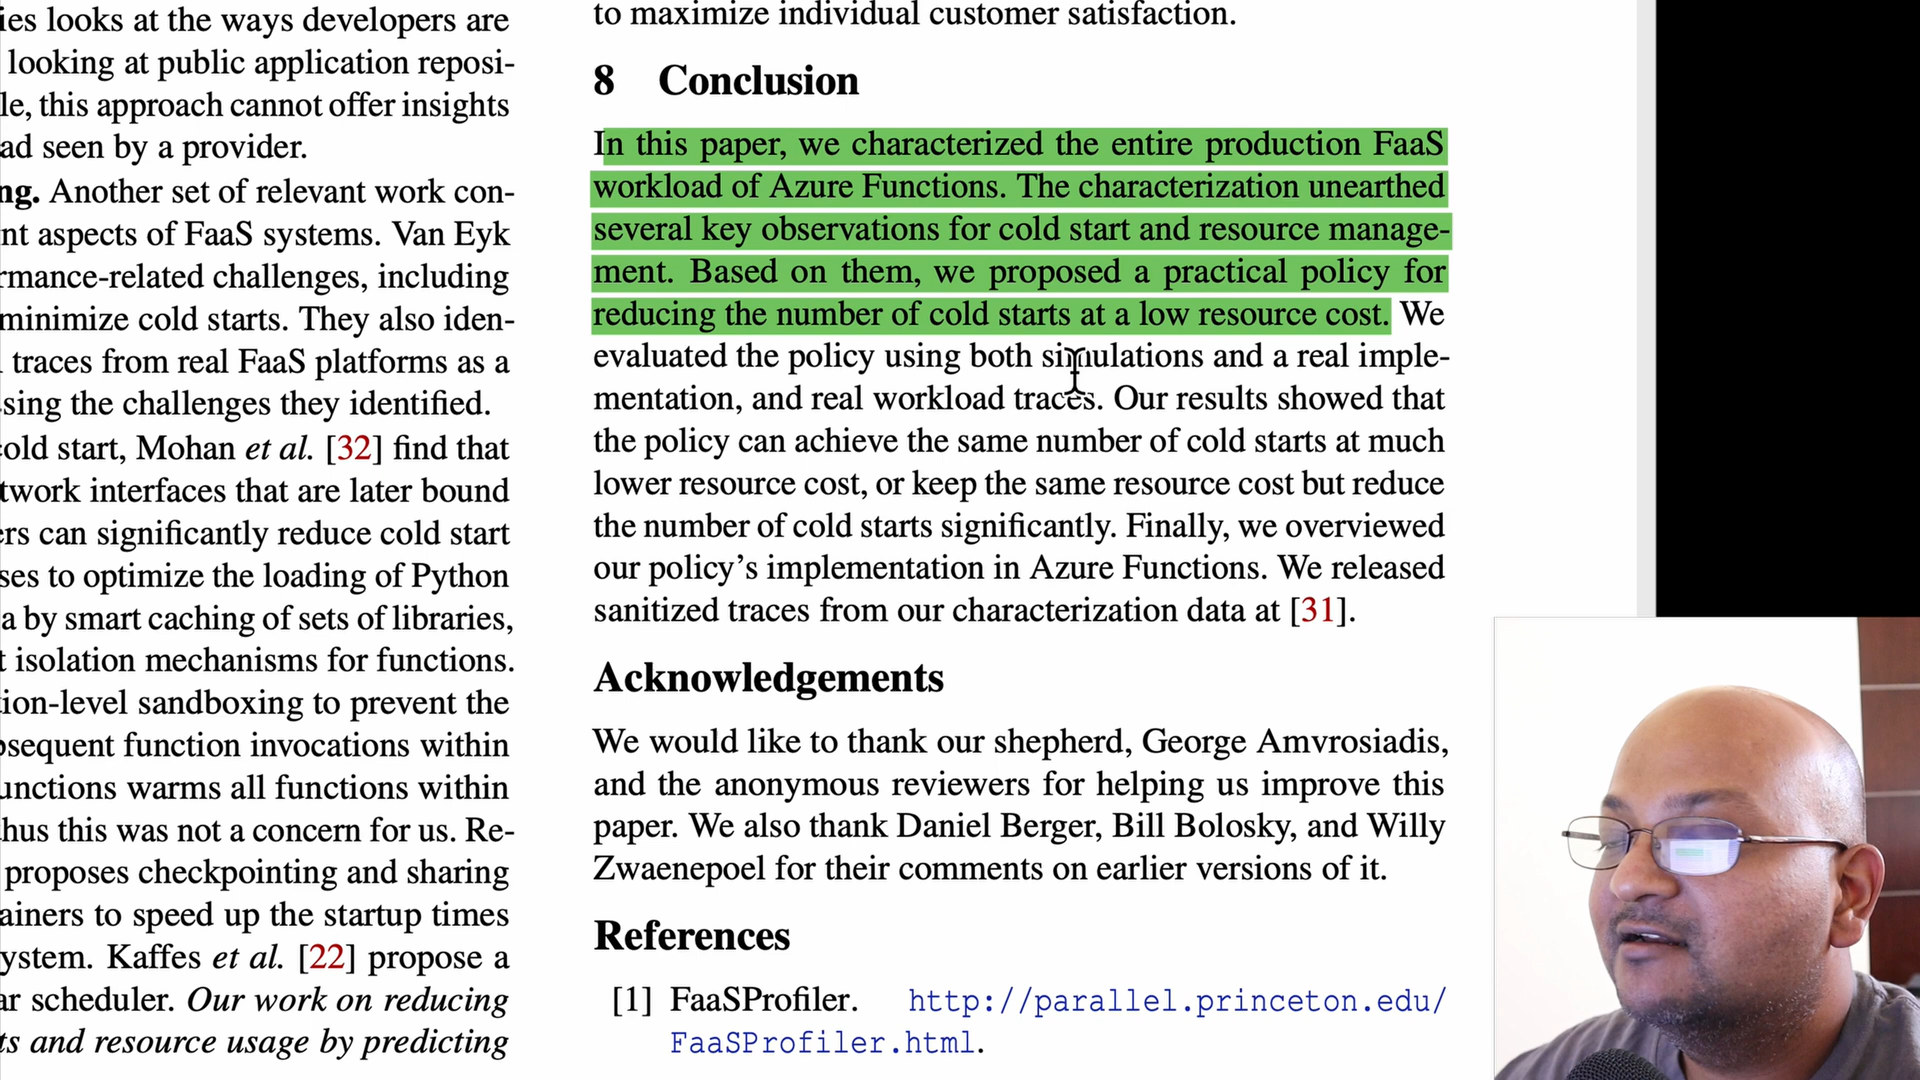 ies looks at the ways developers are
looking at public application reposi-
le, this approach cannot offer insights
ad seen by a provider.
ng. Another set of relevant work con-
nt aspects of FaaS systems. Van Eyk
rmance-related challenges, including
minimize cold starts. They also iden-
traces from real FaaS platforms as a
sing the challenges they identified.
cold start, Mohan et al. [32] find that
twork interfaces that are later bound
ers can significantly reduce cold start
ses to optimize the loading of Python
a by smart caching of sets of libraries,
t isolation mechanisms for functions.
tion-level sandboxing to prevent the
bsequent function invocations within
unctions warms all functions within
hus this was not a concern for us. Re-
proposes checkpointing and sharing
ainers to speed up the startup times
ystem. Kaffes et al. [22] propose a
ar scheduler. Our work on reducing
ts and resource usage by predicting
to maximize individual customer satisfaction.
8 Conclusion
In this paper, we characterized the entire production FaaS
workload of Azure Functions. The characterization unearthed
several key observations for cold start and resource manage-
ment. Based on them, we proposed a practical policy for
reducing the number of cold starts at a low resource cost. We
evaluated the policy using both simulations and a real imple-
mentation, and real workload traces. Our results showed that
the policy can achieve the same number of cold starts at much
lower resource cost, or keep the same resource cost but reduce
the number of cold starts significantly. Finally, we overviewed
our policy’s implementation in Azure Functions. We released
sanitized traces from our characterization data at [31].
Acknowledgements
We would like to thank our shepherd, George Amvrosiadis,
and the anonymous reviewers for helping us improve this
paper. We also thank Daniel Berger, Bill Bolosky, and Willy
Zwaenepoel for their comments on earlier versions of it.
References
[1] FaaSProfiler. http://parallel.princeton.edu/
FaaSProfiler.html.